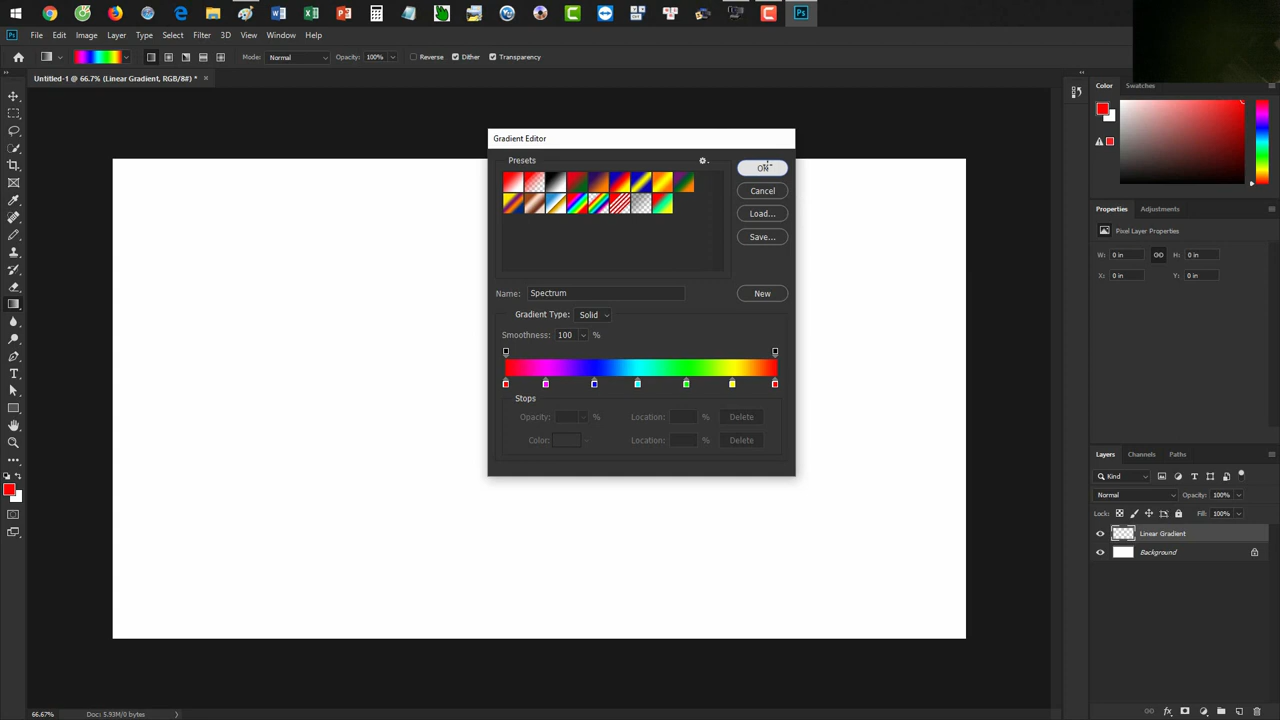 File Edit Image Layer Type Select Filter 3D View Window Help
Mode: Normal Opacity: 100% Reverse Dither Transparency
Untitled-1 @ 66.7% (Linear Gradient, RGB/8#) * ×
Color Swatches
Gradient Editor
Presets
OK
Cancel
Load...
Save...
Name: Spectrum New
Gradient Type: Solid
Smoothness: 100 %
Stops
Opacity: % Location: % Delete
Color: Location: % Delete
Properties Adjustments
Pixel Layer Properties
W: 0 in H: 0 in
X: 0 in Y: 0 in
Layers Channels Paths
Kind
Normal Opacity: 100%
Lock: Fill: 100%
Linear Gradient
Background
66.67% Doc: 5.93M/0 bytes